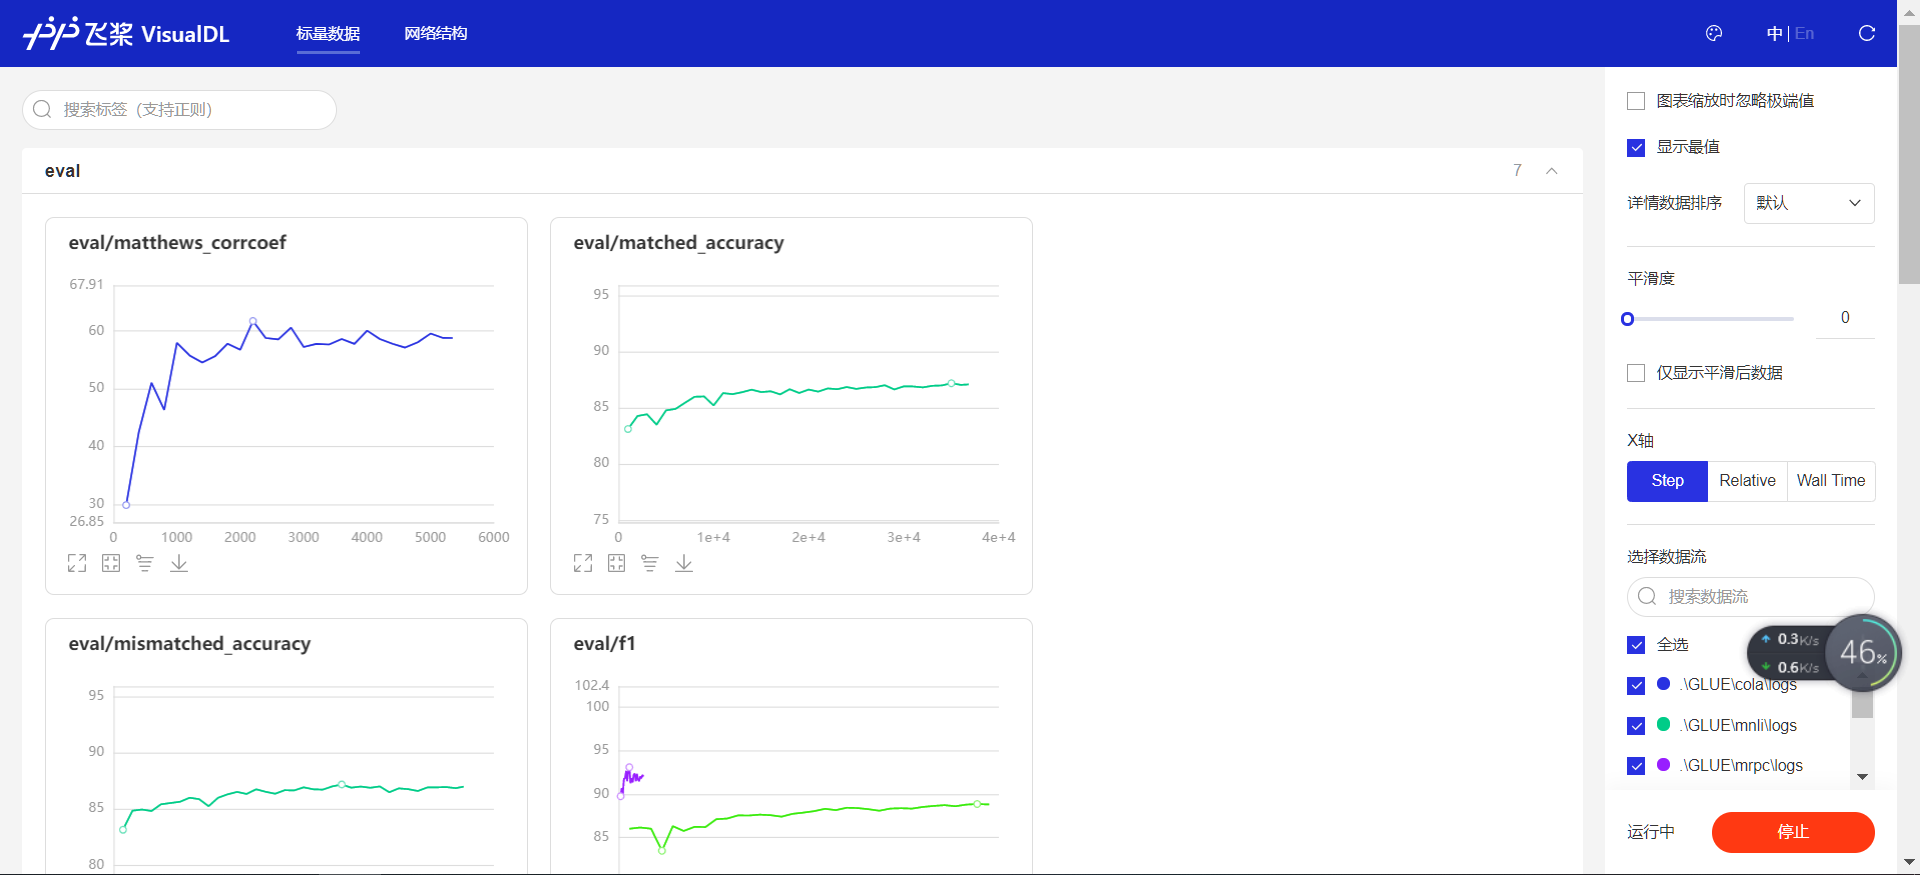 飞桨 VisualDL
标量数据
网络结构
中 | En
搜索标签（支持正则）
eval
7
eval/matthews_corrcoef
67.91
60
50
40
30
26.85
0 1000 2000 3000 4000 5000 6000
eval/matched_accuracy
95
90
85
80
75
0 1e+4 2e+4 3e+4 4e+4
eval/mismatched_accuracy
95
90
85
80
eval/f1
102.4
100
95
90
85
图表缩放时忽略极端值
显示最值
详情数据排序 默认
平滑度
0
仅显示平滑后数据
X轴
Step Relative Wall Time
选择数据流
搜索数据流
全选
0.3K/s
0.6K/s
46%
.\GLUE\cola\logs
.\GLUE\mnli\logs
.\GLUE\mrpc\logs
运行中 停止